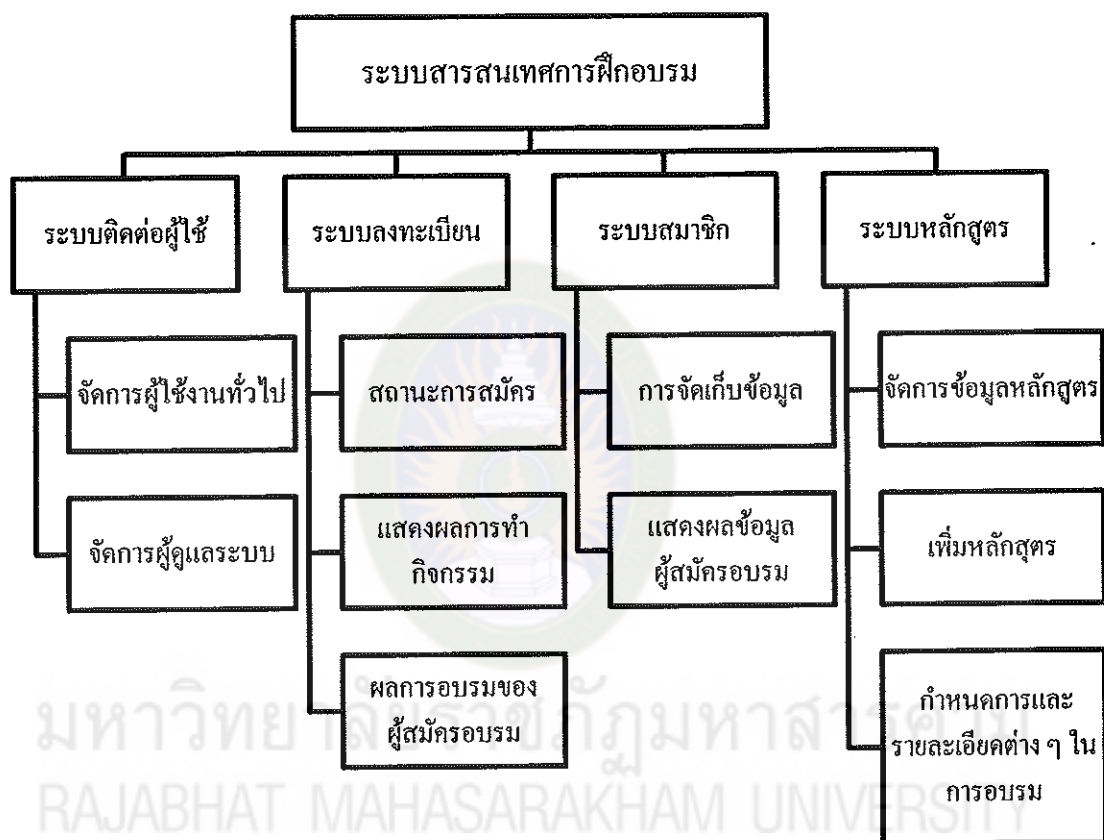 ระบบสารสนเทศการฝึกอบรม
ระบบติดต่อผู้ใช้
ระบบลงทะเบียน
ระบบสมาชิก
ระบบหลักสูตร
จัดการผู้ใช้งานทั่วไป
สถานะการสมัคร
การจัดเก็บข้อมูล
จัดการข้อมูลหลักสูตร
จัดการผู้ดูแลระบบ
แสดงผลการทำ
กิจกรรม
แสดงผลข้อมูล
ผู้สมัครอบรม
เพิ่มหลักสุตร
ผลการอบรมของ
ผู้สมัครอบรม
กำหนดการและ
รายละเอียดต่าง ๆ ใน
การอบรม
มหาวิทยาลัยราชภัฏมหาสารคาม
RAJABHAT MAHASARAKHAM UNIVERSITY